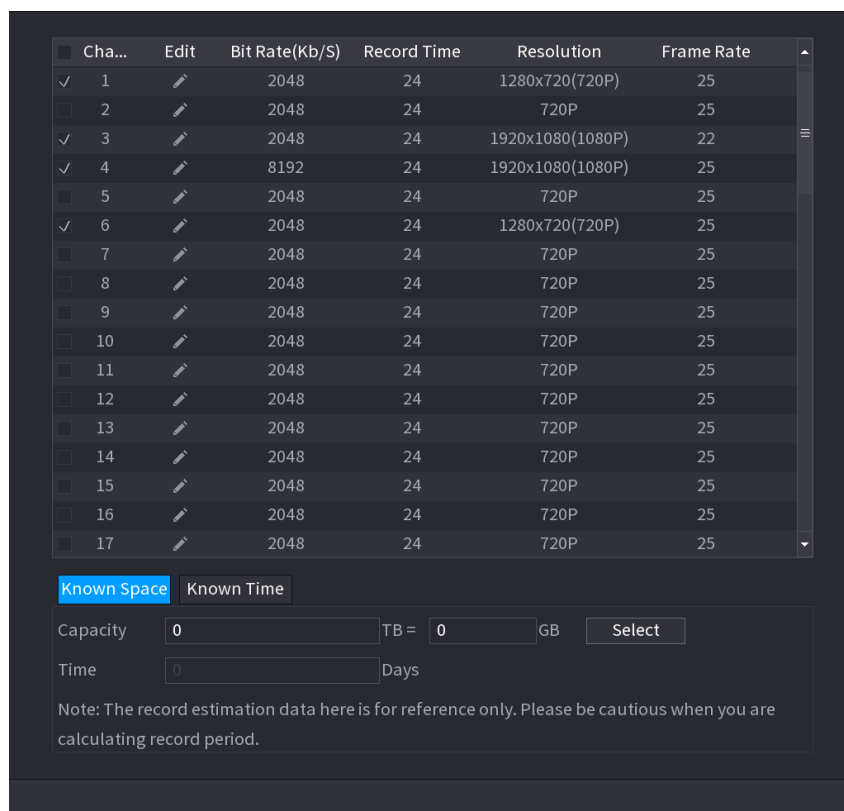 Cha... Edit Bit Rate(Kb/S) Record Time Resolution Frame Rate
1 2048 24 1280x720(720P) 25
2 2048 24 720P 25
3 2048 24 1920x1080(1080P) 22
4 8192 24 1920x1080(1080P) 25
5 2048 24 720P 25
6 2048 24 1280x720(720P) 25
7 2048 24 720P 25
8 2048 24 720P 25
9 2048 24 720P 25
10 2048 24 720P 25
11 2048 24 720P 25
12 2048 24 720P 25
13 2048 24 720P 25
14 2048 24 720P 25
15 2048 24 720P 25
16 2048 24 720P 25
17 2048 24 720P 25
Known Space Known Time
Capacity 0 TB = 0 GB Select
Time 0 Days
Note: The record estimation data here is for reference only. Please be cautious when you are
calculating record period.